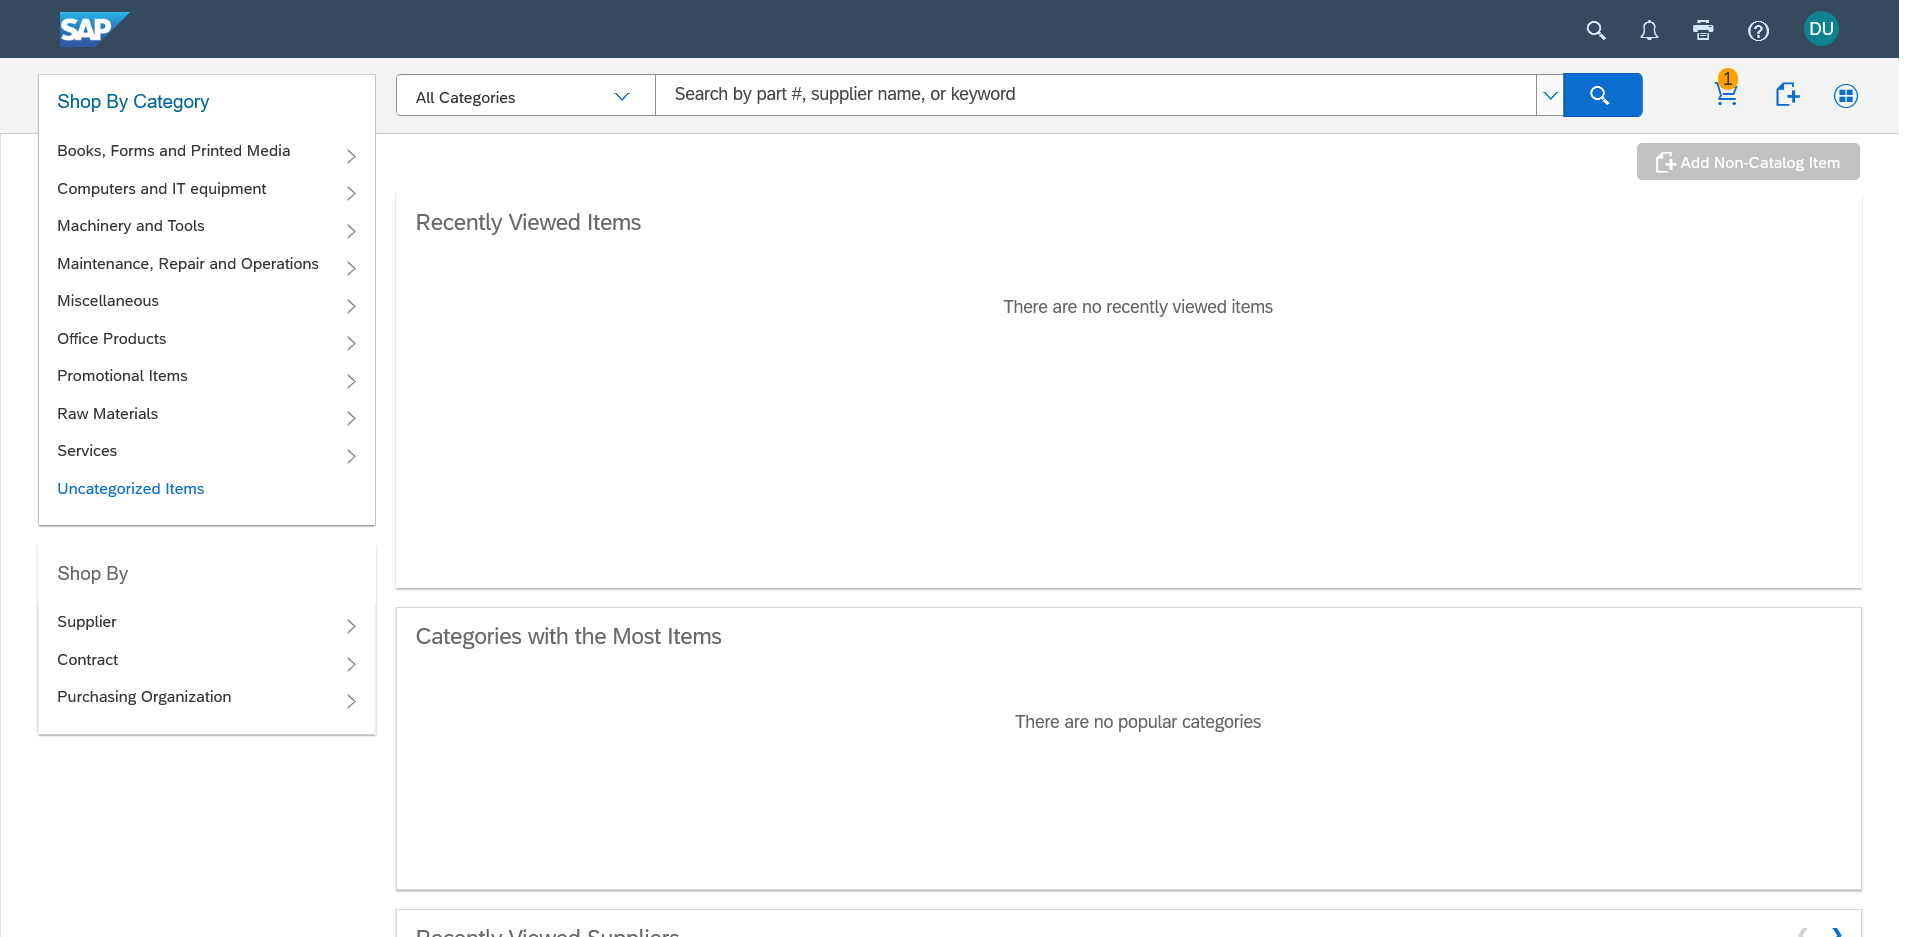 SAP
DU
Shop By Category
Books, Forms and Printed Media
Computers and IT equipment
Machinery and Tools
Maintenance, Repair and Operations
Miscellaneous
Office Products
Promotional Items
Raw Materials
Services
Uncategorized Items
Shop By
Supplier
Contract
Purchasing Organization
All Categories
Search by part #, supplier name, or keyword
1
Add Non-Catalog Item
Recently Viewed Items
There are no recently viewed items
Categories with the Most Items
There are no popular categories
Recently Viewed Suppliers